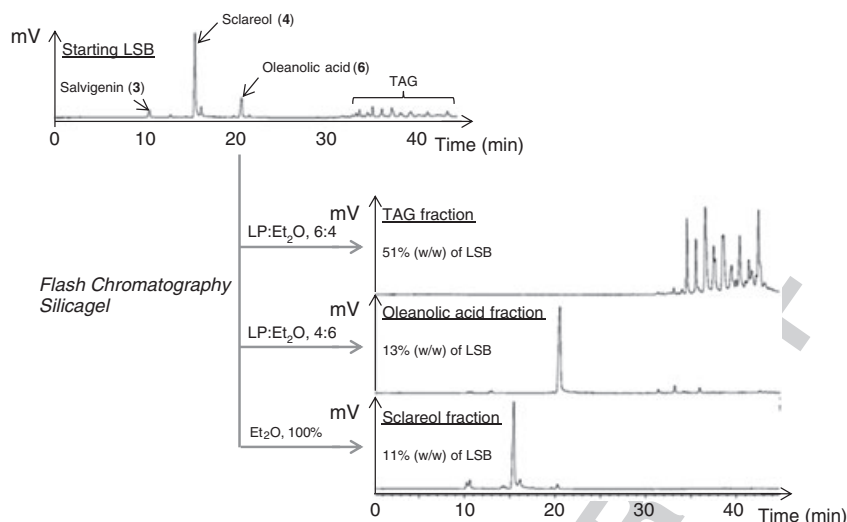 mV
Starting LSB
Sclareol (4)
Salvigenin (3)
Oleanolic acid (6)
TAG
0 10 20 30 40
Time (min)
Flash Chromatography
Silicagel
LP:Et2O, 6:4
mV
TAG fraction
51% (w/w) of LSB
LP:Et2O, 4:6
mV
Oleanolic acid fraction
13% (w/w) of LSB
Et2O, 100%
mV
Sclareol fraction
11% (w/w) of LSB
0 10 20 30 40
Time (min)